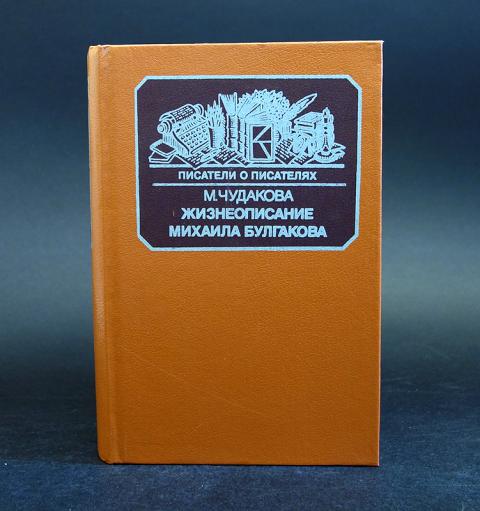 ПИСАТЕЛИ О ПИСАТЕЛЯХ
М.ЧУДАКОВА
ЖИЗНЕОПИСАНИЕ
МИХАИЛА БУЛГАКОВА